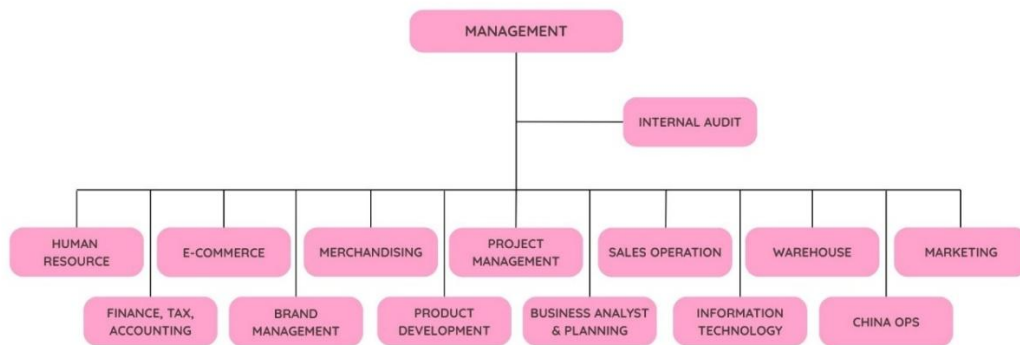 MANAGEMENT
INTERNAL AUDIT
HUMAN
RESOURCE
E-COMMERCE
MERCHANDISING
PROJECT
MANAGEMENT
SALES OPERATION
WAREHOUSE
MARKETING
FINANCE, TAX,
ACCOUNTING
BRAND
MANAGEMENT
PRODUCT
DEVELOPMENT
BUSINESS ANALYST
& PLANNING
INFORMATION
TECHNOLOGY
CHINA OPS